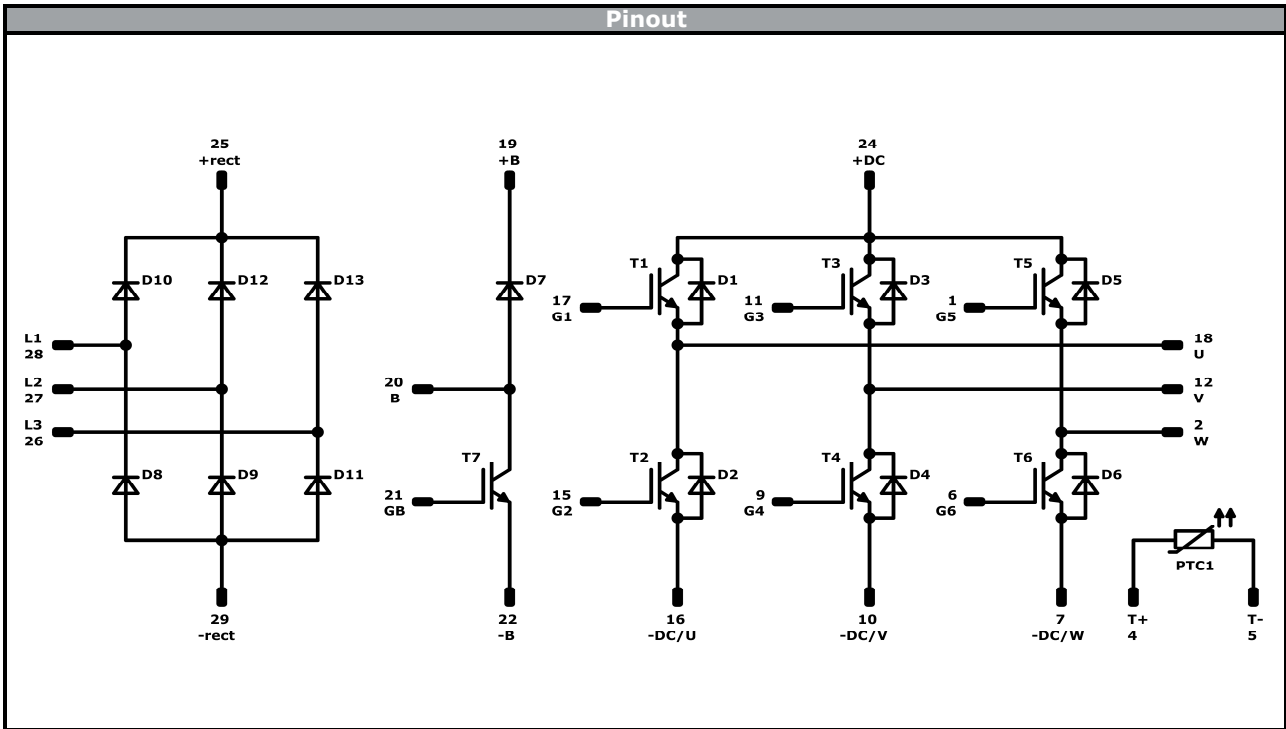 Pinout
25
+rect
19
+B
24
+DC
D10
D12
D13
D7
T1
D1
T3
D3
T5
D5
17
G1
11
G3
1
G5
L1
28
18
U
L2
27
20
B
12
V
L3
26
2
W
D8
D9
D11
T7
T2
D2
T4
D4
T6
D6
21
GB
15
G2
9
G4
6
G6
PTC1
29
-rect
22
-B
16
-DC/U
10
-DC/V
7
-DC/W
T+
4
T-
5